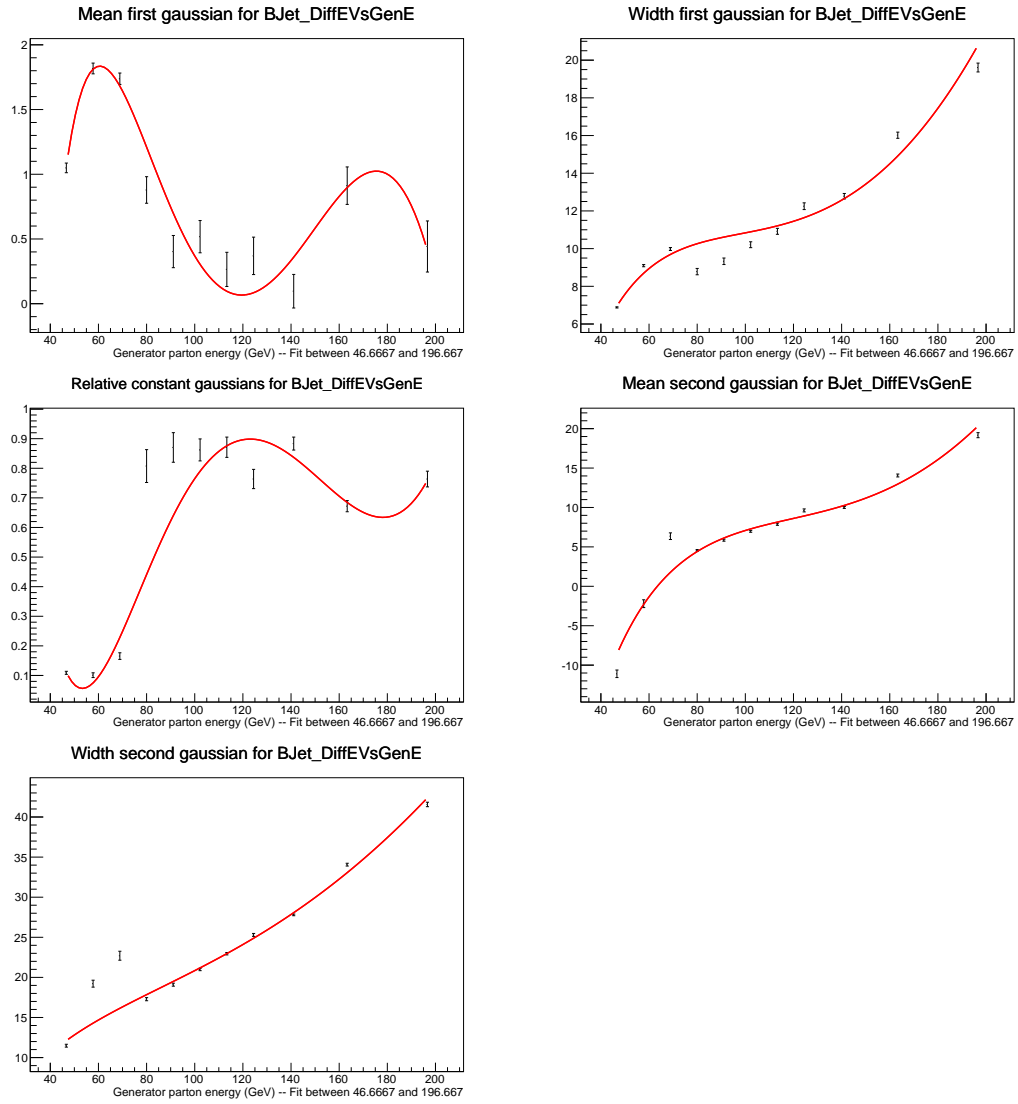 Mean first gaussian for BJet_DiffEVsGenE
2
1.5
1
0.5
0
40 60 80 100 120 140 160 180 200
Generator parton energy (GeV) -- Fit between 46.6667 and 196.667
Width first gaussian for BJet_DiffEVsGenE
20
18
16
14
12
10
8
6
40 60 80 100 120 140 160 180 200
Generator parton energy (GeV) -- Fit between 46.6667 and 196.667
Relative constant gaussians for BJet_DiffEVsGenE
1
0.9
0.8
0.7
0.6
0.5
0.4
0.3
0.2
0.1
40 60 80 100 120 140 160 180 200
Generator parton energy (GeV) -- Fit between 46.6667 and 196.667
Mean second gaussian for BJet_DiffEVsGenE
20
15
10
5
0
-5
-10
40 60 80 100 120 140 160 180 200
Generator parton energy (GeV) -- Fit between 46.6667 and 196.667
Width second gaussian for BJet_DiffEVsGenE
40
35
30
25
20
15
10
40 60 80 100 120 140 160 180 200
Generator parton energy (GeV) -- Fit between 46.6667 and 196.667